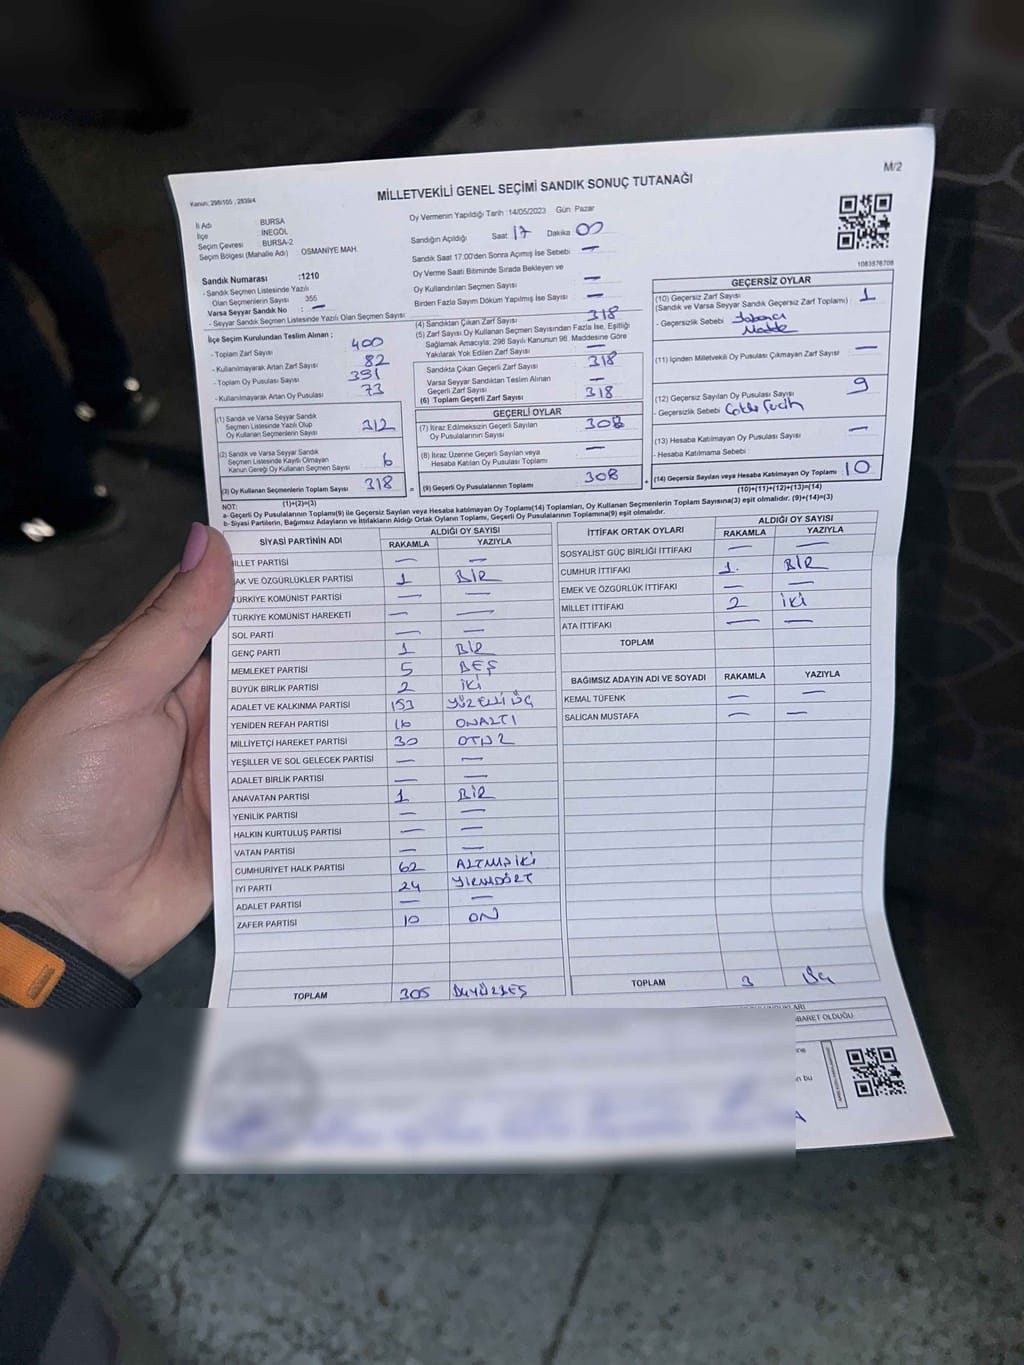 M/2
Kanun: 298/105 , 2839/4
MİLLETVEKİLİ GENEL SEÇİMİ SANDIK SONUÇ TUTANAĞI
İl Adı : BURSA
İlçe : İNEGÖL
Seçim Çevresi : BURSA-2
Seçim Bölgesi (Mahalle Adı) : OSMANİYE MAH.
Sandık Numarası :1210
- Sandık Seçmen Listesinde Yazılı
Olan Seçmenlerin Sayısı 355
Varsa Seyyar Sandık No : —
- Seyyar Sandık Seçmen Listesinde Yazılı Olan Seçmen Sayısı :
Oy Vermenin Yapıldığı Tarih :14/05/2023 Gün: Pazar
Sandığın Açıldığı Saat 17 Dakika 00
Sandık Saat 17:00'den Sonra Açılmış İse Sebebi —
Oy Verme Saati Bitiminde Sırada Bekleyen ve
Oy Kullandırılan Seçmen Sayısı —
Birden Fazla Sayım Döküm Yapılmış İse Sayısı —
1083578708
İlçe Seçim Kurulundan Teslim Alınan ;
- Toplam Zarf Sayısı 400
- Kullanılmayarak Artan Zarf Sayısı 82
- Toplam Oy Pusulası Sayısı 391
- Kullanılmayarak Artan Oy Pusulası 73
(1) Sandık ve Varsa Seyyar Sandık
Seçmen Listesinde Yazılı Olup
Oy Kullanan Seçmenlerin Sayısı 312
(2) Sandık ve Varsa Seyyar Sandık
Seçmen Listesinde Kayıtlı Olmayan
Kanun Gereği Oy Kullanan Seçmen Sayısı 6
(3) Oy Kullanan Seçmenlerin Toplam Sayısı 318
(1)+(2)=(3)
(4) Sandıktan Çıkan Zarf Sayısı 318
(5) Zarf Sayısı Oy Kullanan Seçmen Sayısından Fazla İse, Eşitliği
Sağlamak Amacıyla; 298 Sayılı Kanunun 98. Maddesine Göre
Yakılarak Yok Edilen Zarf Sayısı —
Sandıkta Çıkan Geçerli Zarf Sayısı 318
Varsa Seyyar Sandıktan Teslim Alınan
Geçerli Zarf Sayısı —
(6) Toplam Geçerli Zarf Sayısı 318
GEÇERLİ OYLAR
(7) İtiraz Edilmeksizin Geçerli Sayılan
Oy Pusulalarının Sayısı 308
(8) İtiraz Üzerine Geçerli Sayılan veya
Hesaba Katılan Oy Pusulası Toplamı —
= (9) Geçerli Oy Pusulalarının Toplamı 308 +
GEÇERSİZ OYLAR
(10) Geçersiz Zarf Sayısı
(Sandık ve Varsa Seyyar Sandık Geçersiz Zarf Toplamı) : 1
- Geçersizlik Sebebi Yabancı
Madde
(11) İçinden Milletvekili Oy Pusulası Çıkmayan Zarf Sayısı —
(12) Geçersiz Sayılan Oy Pusulası Sayısı 9
- Geçersizlik Sebebi
(13) Hesaba Katılmayan Oy Pusulası Sayısı —
- Hesaba Katılmama Sebebi :
(14) Geçersiz Sayılan veya Hesaba Katılmayan Oy Toplamı 10
(10)+(11)+(12)+(13)=(14)
NOT:
a- Geçerli Oy Pusulaları Toplamı(9) ile Geçersiz Sayılan veya Hesaba katılmayan Oy Toplamı(14) Toplamları, Oy Kullanan Seçmenlerin Toplam Sayısına(3) eşit olmalıdır. (9)+(14)=(3)
b- Siyasi Partilerin, Bağımsız Adayların ve İttifakların Aldığı Ortak Oyların Toplamı, Geçerli Oy Pusulalarının Toplamına(9) eşit olmalıdır.
SİYASİ PARTİNİN ADI ALDIĞI OY SAYISI
RAKAMLA YAZIYLA
İLLET PARTİSİ — —
AK VE ÖZGÜRLÜKLER PARTİSİ 1 BİR
TÜRKİYE KOMÜNİST PARTİSİ — —
TÜRKİYE KOMÜNİST HAREKETİ — —
SOL PARTİ — —
GENÇ PARTİ 1 BİR
MEMLEKET PARTİSİ 5 BEŞ
BÜYÜK BİRLİK PARTİSİ 2 İKİ
ADALET VE KALKINMA PARTİSİ 153 YÜZELLİ ÜÇ
YENİDEN REFAH PARTİSİ 16 ONALTI
MİLLİYETÇİ HAREKET PARTİSİ 30 OTUZ
YEŞİLLER VE SOL GELECEK PARTİSİ — —
ADALET BİRLİK PARTİSİ — —
ANAVATAN PARTİSİ 1 BİR
YENİLİK PARTİSİ — —
HALKIN KURTULUŞ PARTİSİ — —
VATAN PARTİSİ — —
CUMHURİYET HALK PARTİSİ 62 ALTMIŞİKİ
İYİ PARTİ 24 YİRMİDÖRT
ADALET PARTİSİ — —
ZAFER PARTİSİ 10 ON
TOPLAM 305 ÜÇYÜZBEŞ
İTTİFAK ORTAK OYLARI ALDIĞI OY SAYISI
RAKAMLA YAZIYLA
SOSYALİST GÜÇ BİRLİĞİ İTTİFAKI — —
CUMHUR İTTİFAKI 1. BİR
EMEK VE ÖZGÜRLÜK İTTİFAKI — —
MİLLET İTTİFAKI 2 İKİ
ATA İTTİFAKI — —
TOPLAM
BAĞIMSIZ ADAYIN ADI VE SOYADI RAKAMLA YAZIYLA
KEMAL TÜFENK — —
SALİCAN MUSTAFA — —
TOPLAM 3 Üç
BARET OLDUĞU
n bu